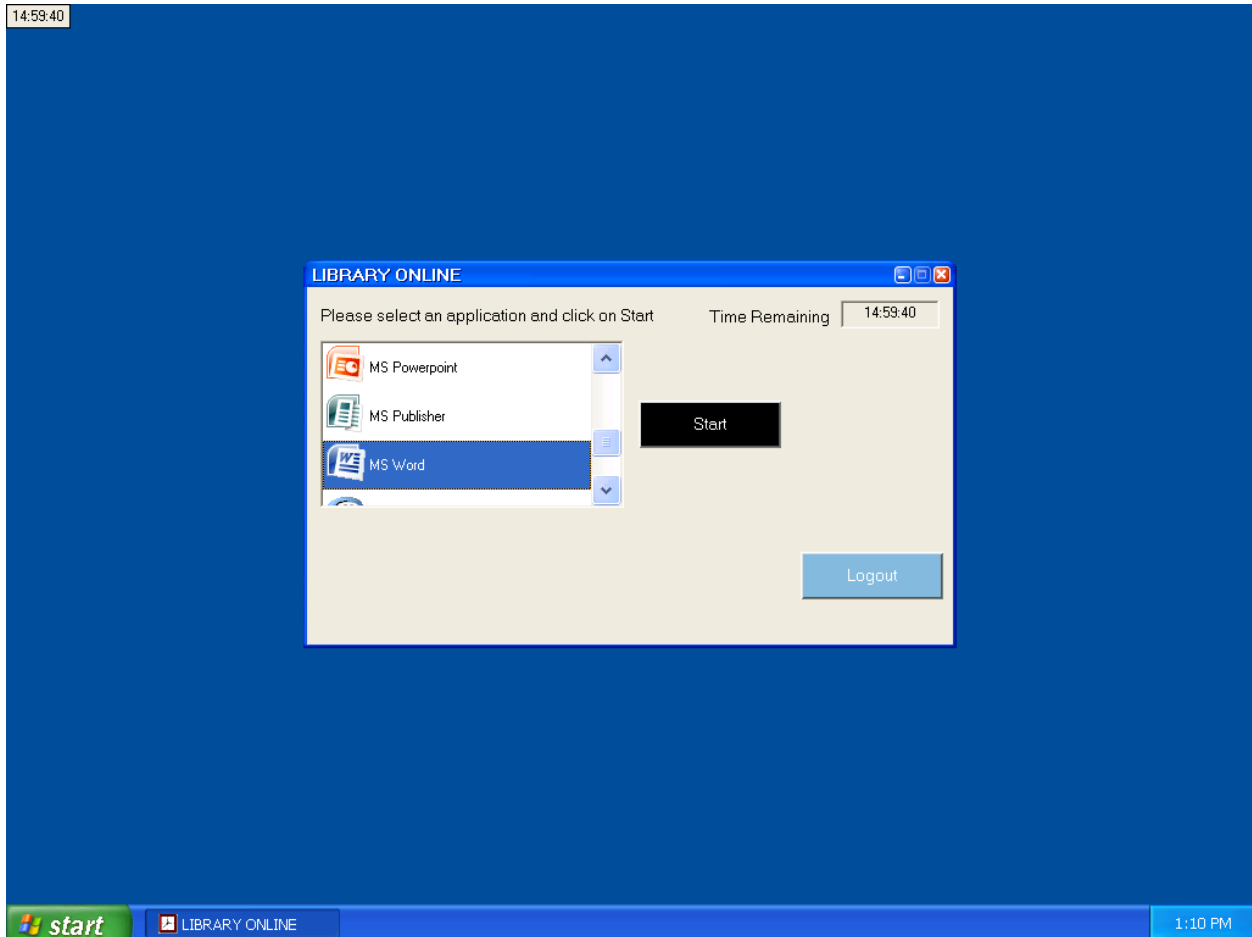 14:59:40
LIBRARY ONLINE
Please select an application and click on Start
Time Remaining
14:59:40
MS Powerpoint
MS Publisher
MS Word
Start
Logout
start
LIBRARY ONLINE
1:10 PM